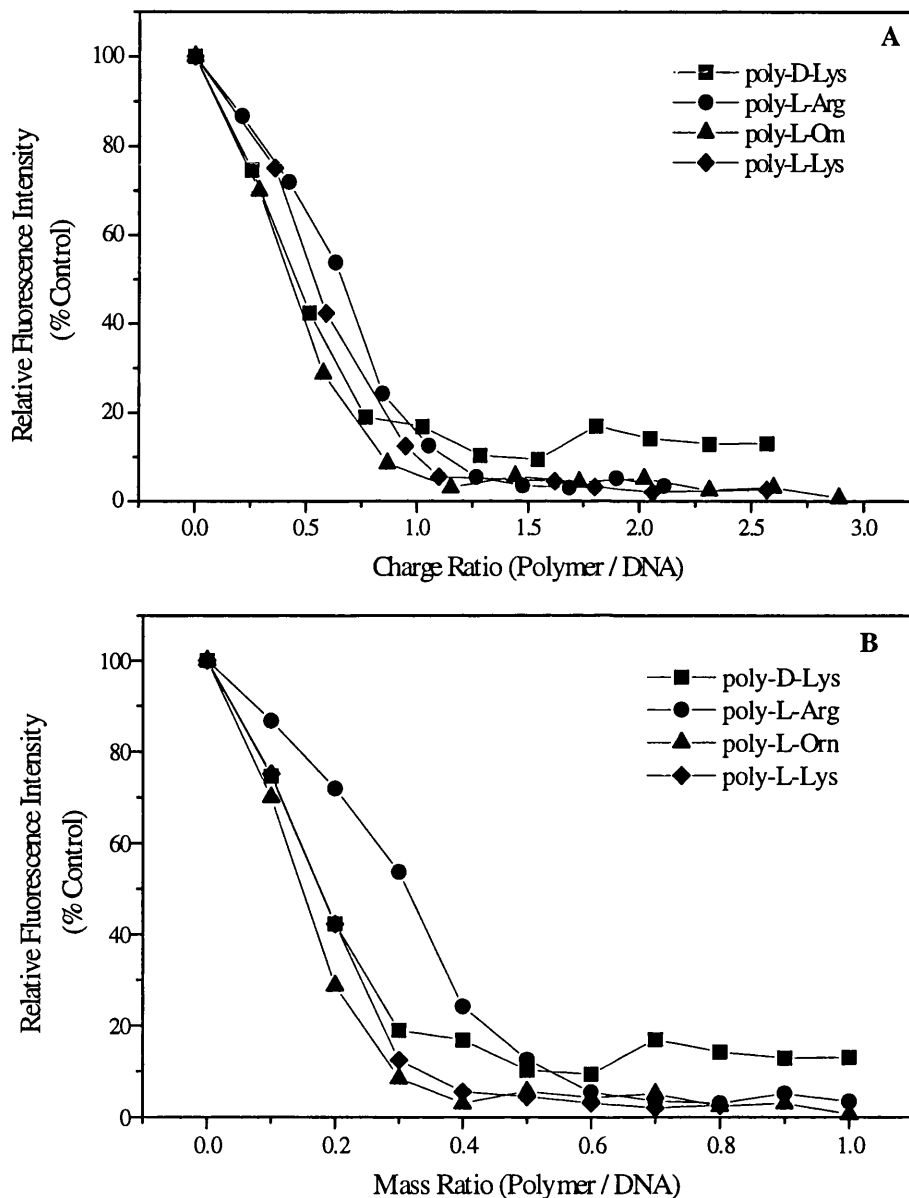 A
poly-D-Lys
poly-L-Arg
poly-L-Orn
poly-L-Lys
100
80
60
40
20
0
Relative Fluorescence Intensity
(% Control)
0.0 0.5 1.0 1.5 2.0 2.5 3.0
Charge Ratio (Polymer / DNA)
B
poly-D-Lys
poly-L-Arg
poly-L-Orn
poly-L-Lys
100
80
60
40
20
0
Relative Fluorescence Intensity
(% Control)
0.0 0.2 0.4 0.6 0.8 1.0
Mass Ratio (Polymer / DNA)